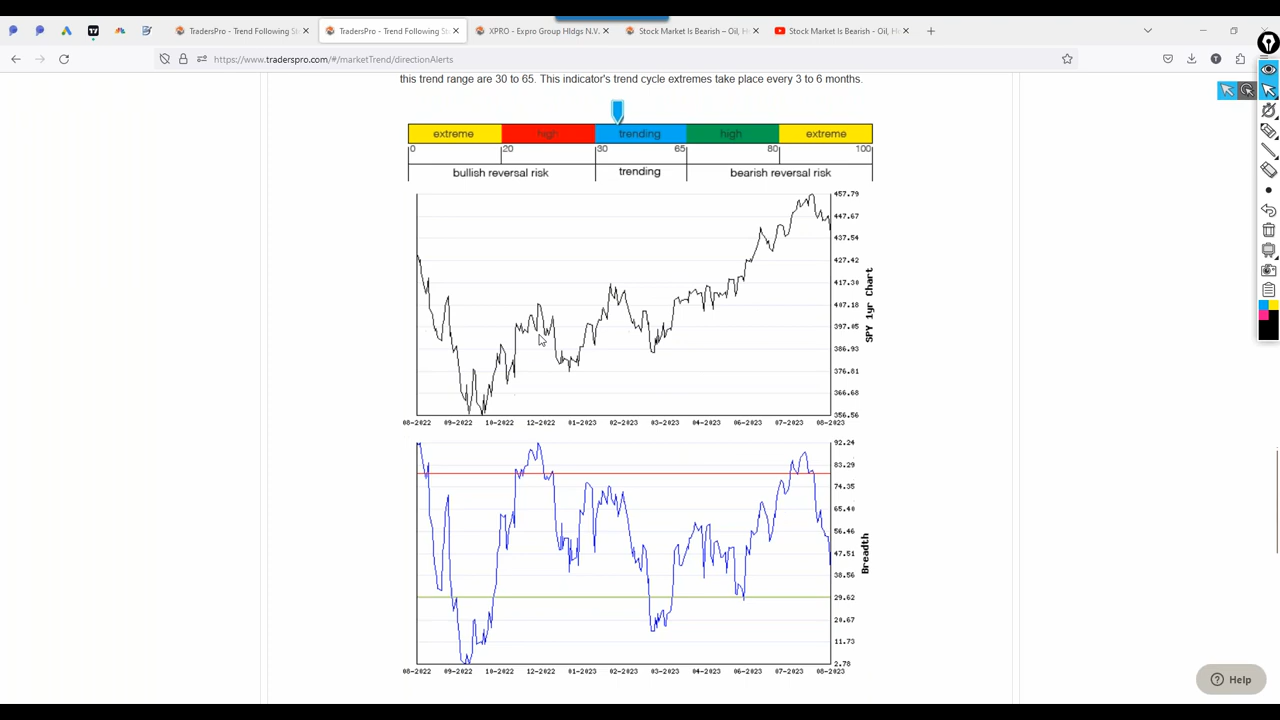 TradersPro - Trend Following St
TradersPro - Trend Following St
XPRO - Expro Group Hldgs N.V.
Stock Market Is Bearish – Oil, H
Stock Market Is Bearish - Oil, H
https://www.traderspro.com/#/marketTrend/directionAlerts
this trend range are 30 to 65. This indicator's trend cycle extremes take place every 3 to 6 months.
extreme high trending high extreme
0 20 30 65 80 100
bullish reversal risk trending bearish reversal risk
457.79
447.67
437.54
427.42
417.30
407.18
397.05
386.93
376.81
366.68
356.56
SPY 1yr Chart
08-2022 09-2022 10-2022 12-2022 01-2023 02-2023 03-2023 04-2023 06-2023 07-2023 08-2023
92.24
83.29
74.35
65.40
56.46
47.51
38.56
29.62
20.67
11.73
2.78
Breadth
08-2022 09-2022 10-2022 12-2022 01-2023 02-2023 03-2023 04-2023 06-2023 07-2023 08-2023
Help